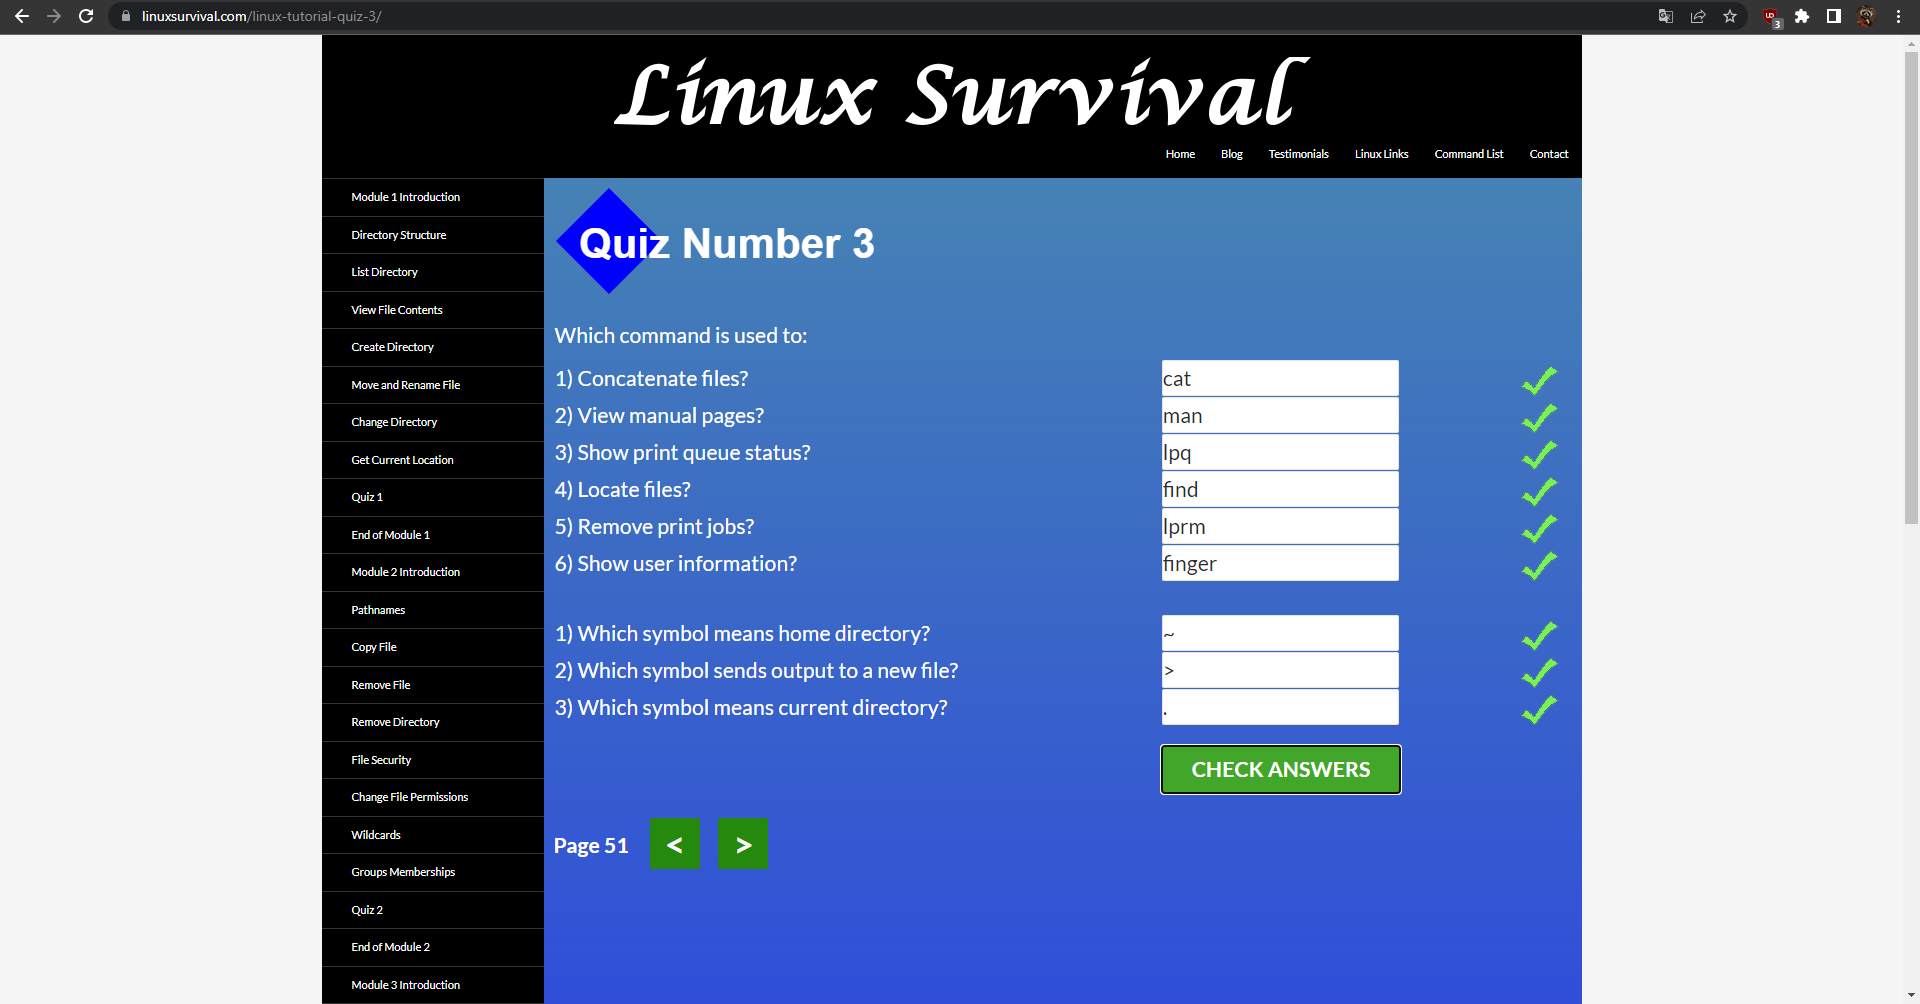 linuxsurvival.com/linux-tutorial-quiz-3/
3
Linux Survival
Home Blog Testimonials Linux Links Command List Contact
Module 1 Introduction
Directory Structure
List Directory
View File Contents
Create Directory
Move and Rename File
Change Directory
Get Current Location
Quiz 1
End of Module 1
Module 2 Introduction
Pathnames
Copy File
Remove File
Remove Directory
File Security
Change File Permissions
Wildcards
Groups Memberships
Quiz 2
End of Module 2
Module 3 Introduction
Quiz Number 3
Which command is used to:
1) Concatenate files? cat
2) View manual pages? man
3) Show print queue status? lpq
4) Locate files? find
5) Remove print jobs? lprm
6) Show user information? finger
1) Which symbol means home directory? ~
2) Which symbol sends output to a new file? >
3) Which symbol means current directory? .
CHECK ANSWERS
Page 51 < >